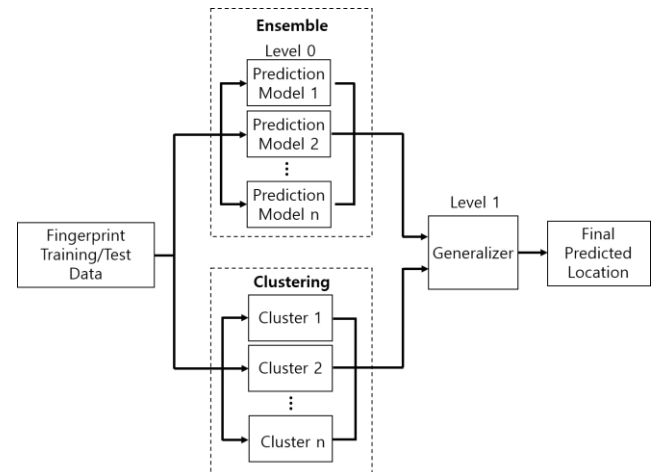 Ensemble
Level 0
Prediction
Model 1
Prediction
Model 2
Prediction
Model n
Fingerprint
Training/Test
Data
Clustering
Cluster 1
Cluster 2
Cluster n
Level 1
Generalizer
Final
Predicted
Location